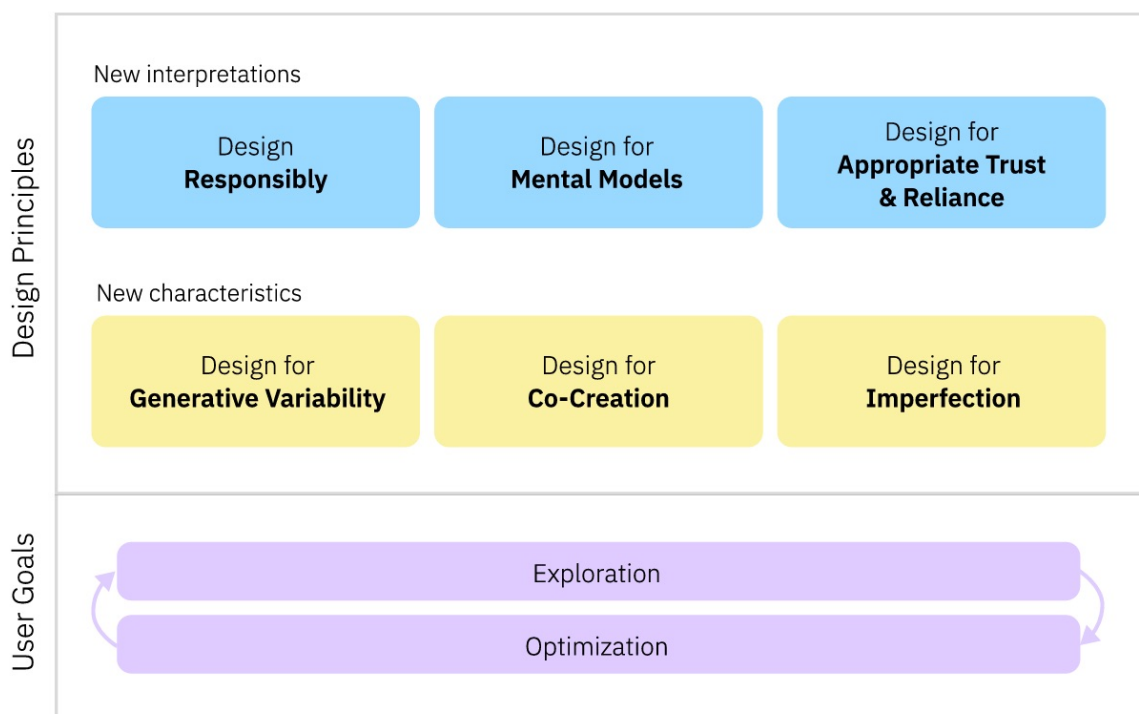 Design Principles
New interpretations
Design
Responsibly
Design for
Mental Models
Design for
Appropriate Trust
& Reliance
New characteristics
Design for
Generative Variability
Design for
Co-Creation
Design for
Imperfection
User Goals
Exploration
Optimization